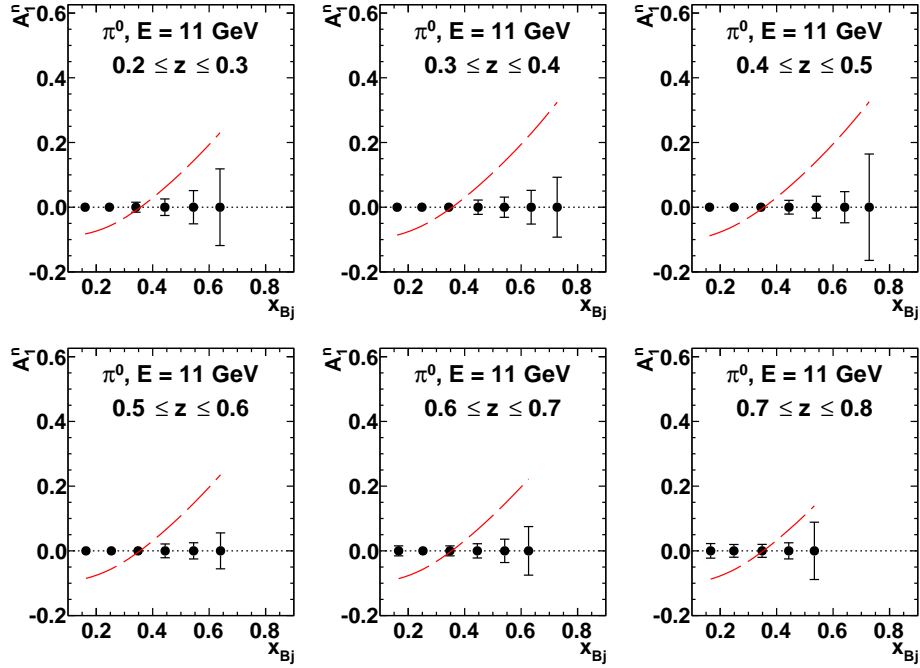 A₁ⁿ
0.6
0.4
0.2
0.0
-0.2
π⁰, E = 11 GeV
0.2 ≤ z ≤ 0.3
0.2 0.4 0.6 0.8
x_Bj
A₁ⁿ
0.6
0.4
0.2
0.0
-0.2
π⁰, E = 11 GeV
0.3 ≤ z ≤ 0.4
0.2 0.4 0.6 0.8
x_Bj
A₁ⁿ
0.6
0.4
0.2
0.0
-0.2
π⁰, E = 11 GeV
0.4 ≤ z ≤ 0.5
0.2 0.4 0.6 0.8
x_Bj
A₁ⁿ
0.6
0.4
0.2
0.0
-0.2
π⁰, E = 11 GeV
0.5 ≤ z ≤ 0.6
0.2 0.4 0.6 0.8
x_Bj
A₁ⁿ
0.6
0.4
0.2
0.0
-0.2
π⁰, E = 11 GeV
0.6 ≤ z ≤ 0.7
0.2 0.4 0.6 0.8
x_Bj
A₁ⁿ
0.6
0.4
0.2
0.0
-0.2
π⁰, E = 11 GeV
0.7 ≤ z ≤ 0.8
0.2 0.4 0.6 0.8
x_Bj